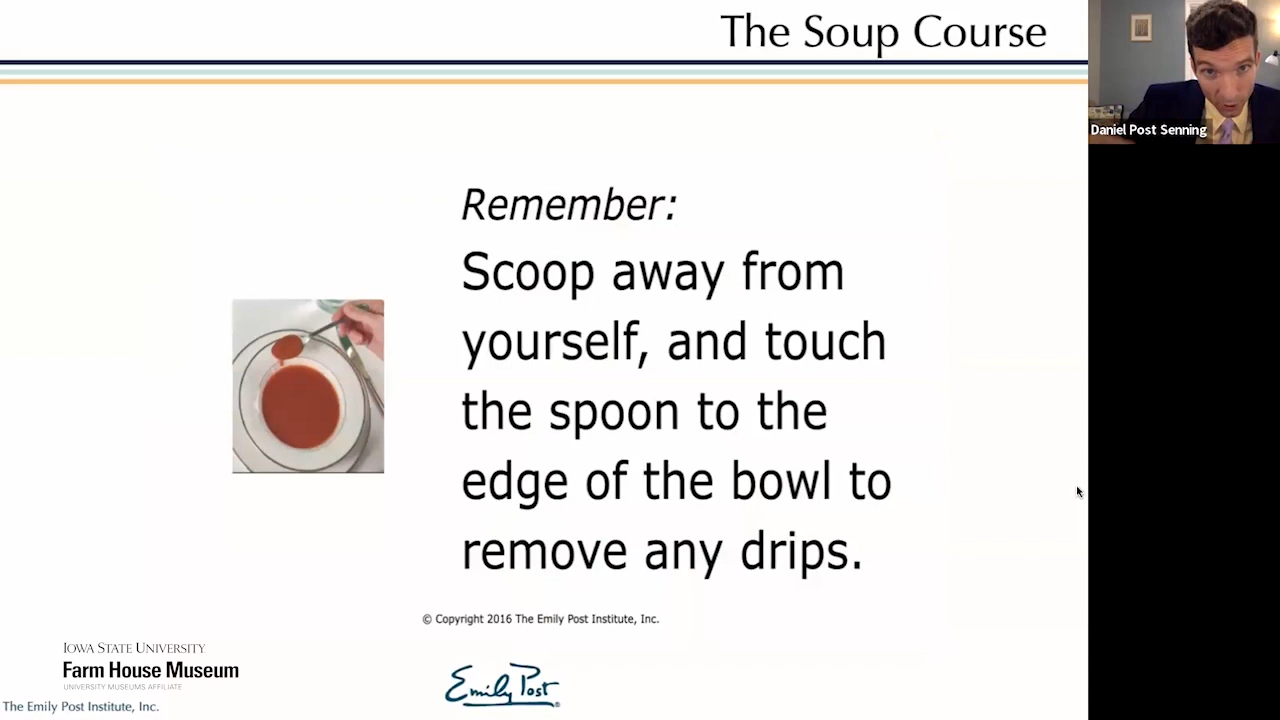 The Soup Course
Daniel Post Senning
Remember:
Scoop away from
yourself, and touch
the spoon to the
edge of the bowl to
remove any drips.
© Copyright 2016 The Emily Post Institute, Inc.
IOWA STATE UNIVERSITY.
Farm House Museum
UNIVERSITY MUSEUMS AFFILIATE
Emily Post®
The Emily Post Institute, Inc.